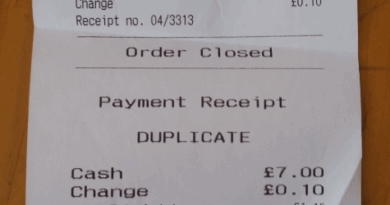 Change £0.10
Receipt no. 04/3313
Order Closed
Payment Receipt
DUPLICATE
Cash £7.00
Change £0.10